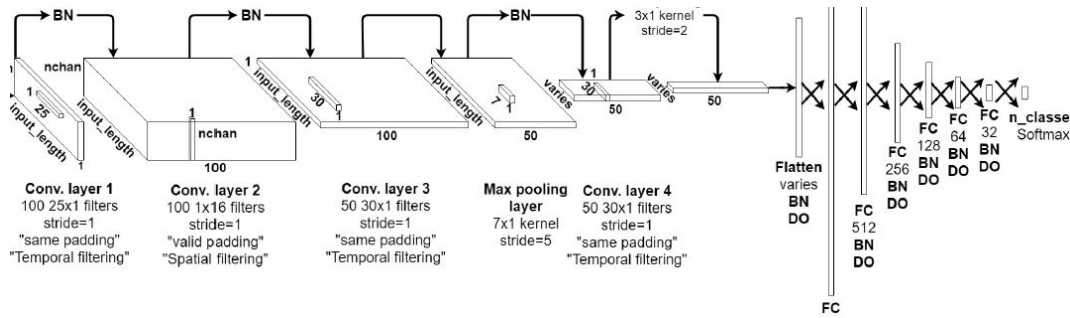 BN
BN
BN
3x1 kernel
stride=2
nchan
1
25
input_length
1
input_length
1
nchan
100
1
input_length
30
1
100
input_length
7
1
50
varies
1
30
50
varies
50
Conv. layer 1
100 25x1 filters
stride=1
"same padding"
"Temporal filtering"
Conv. layer 2
100 1x16 filters
stride=1
"valid padding"
"Spatial filtering"
Conv. layer 3
50 30x1 filters
stride=1
"same padding"
"Temporal filtering"
Max pooling
layer
7x1 kernel
stride=5
Conv. layer 4
50 30x1 filters
stride=1
"same padding"
"Temporal filtering"
Flatten
varies
BN
DO
FC
FC
512
BN
DO
FC
256
BN
DO
FC
128
BN
DO
FC
64
BN
DO
FC
32
BN
DO
n_classe
Softmax